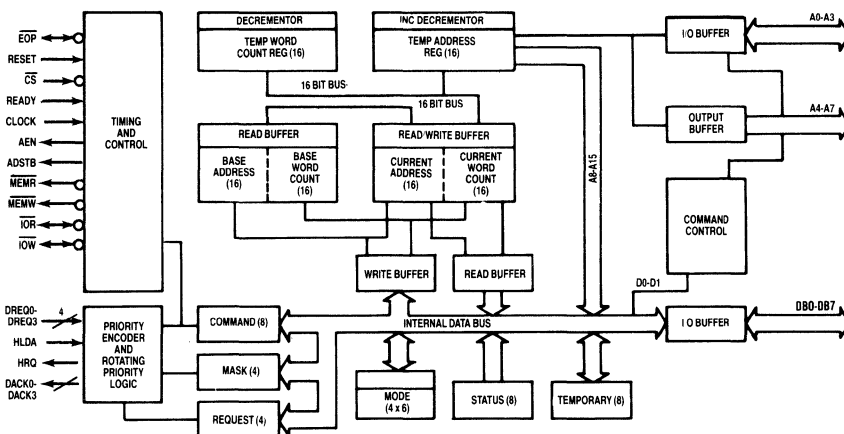 DECREMENTOR
TEMP WORD
COUNT REG (16)
INC DECREMENTOR
TEMP ADDRESS
REG (16)
16 BIT BUS
16 BIT BUS
READ BUFFER
BASE
ADDRESS
(16)
BASE
WORD
COUNT
(16)
READ/WRITE BUFFER
CURRENT
ADDRESS
(16)
CURRENT
WORD
COUNT
(16)
WRITE BUFFER
READ BUFFER
A8-A15
I/O BUFFER
A0-A3
OUTPUT
BUFFER
A4-A7
COMMAND
CONTROL
D0-D1
I O BUFFER
DB0-DB7
INTERNAL DATA BUS
EOP
RESET
CS
READY
CLOCK
AEN
ADSTB
MEMR
MEMW
IOR
IOW
TIMING
AND
CONTROL
DREQ0-
DREQ3
4
HLDA
HRQ
DACK0-
DACK3
PRIORITY
ENCODER
AND
ROTATING
PRIORITY
LOGIC
COMMAND (8)
MASK (4)
REQUEST (4)
MODE
(4 x 6)
STATUS (8)
TEMPORARY (8)